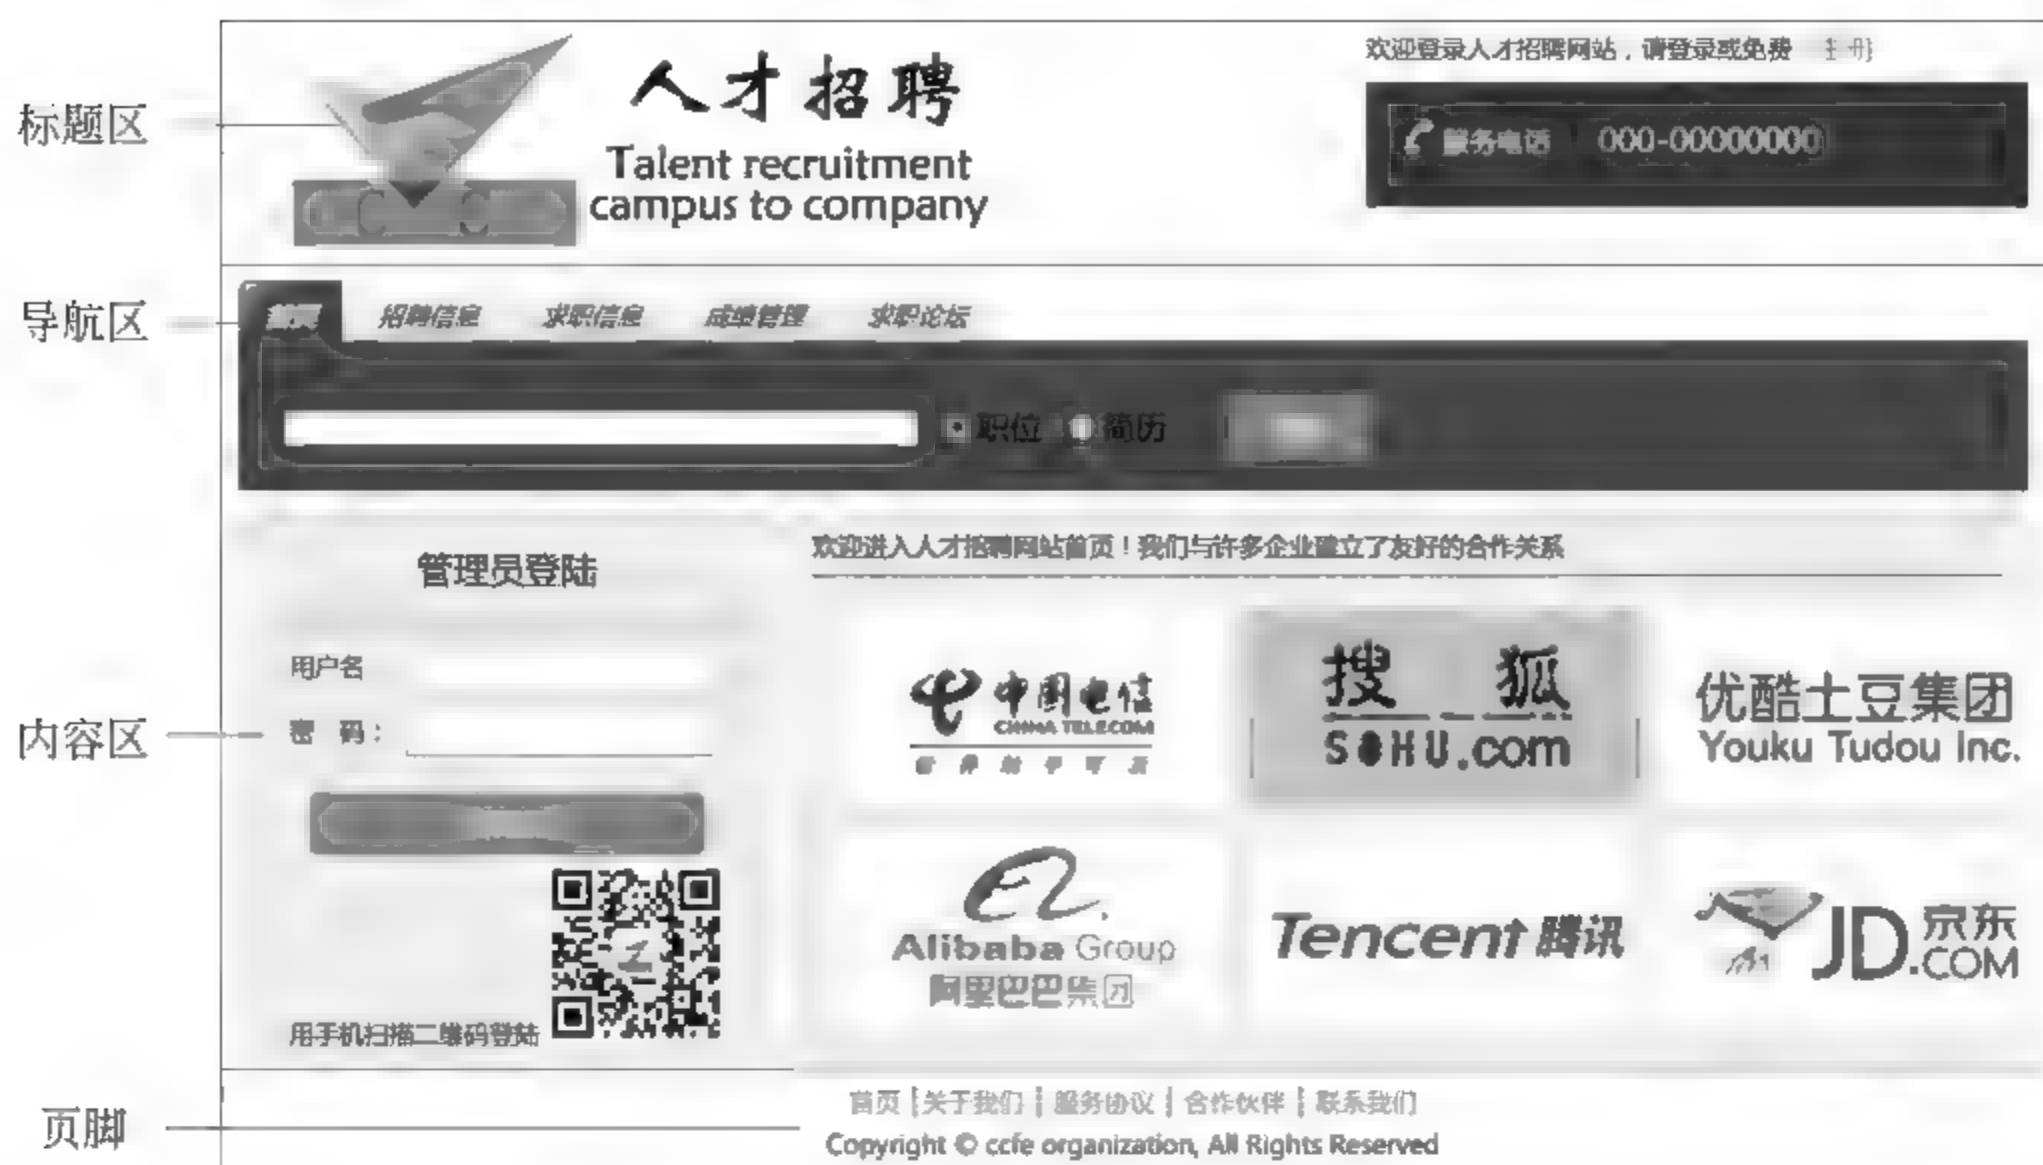 标题区
人才招聘
Talent recruitment
campus to company
欢迎登录人才招聘网站，请登录或免费
服务电话 000-00000000
导航区
招聘信息 求职信息 成绩管理 求职论坛
职位 简历
内容区
管理员登陆
用户名
密 码：
用手机扫描二维码登陆
欢迎进入人才招聘网站首页！我们与许多企业建立了友好的合作关系
中国电信
CHINA TELECOM
搜 狐
SOHU.com
优酷土豆集团
Youku Tudou Inc.
Alibaba Group
阿里巴巴集团
Tencent 腾讯
JD京东
.COM
页脚
首页 | 关于我们 | 服务协议 | 合作伙伴 | 联系我们
Copyright © ccfe organization, All Rights Reserved